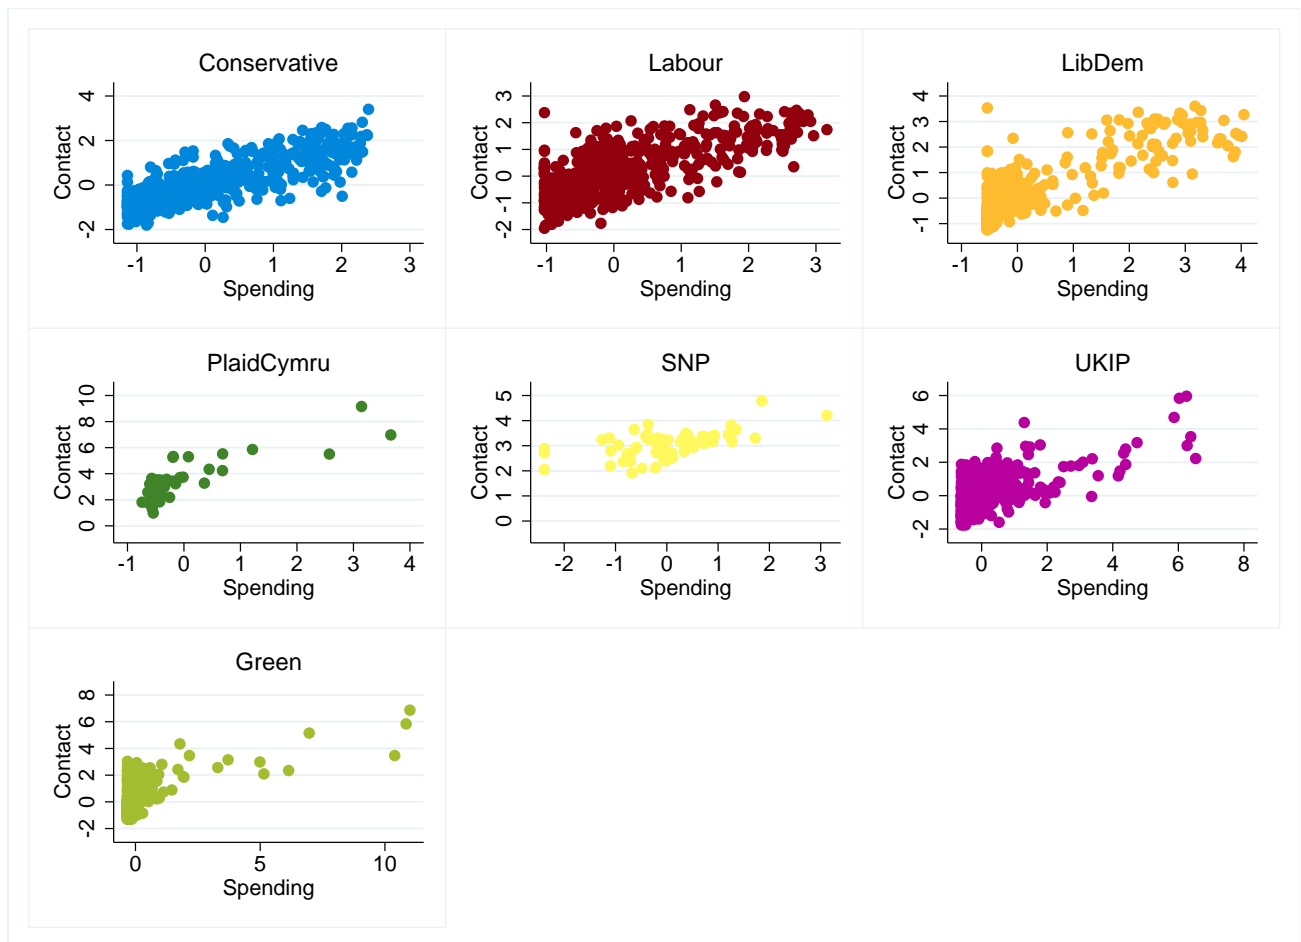 Conservative
Contact
4
2
0
-2
-1 0 1 2 3
Spending
Labour
Contact
3
2
1
0
-1
-2
-1 0 1 2 3
Spending
LibDem
Contact
4
3
2
1
0
-1
-1 0 1 2 3 4
Spending
PlaidCymru
Contact
10
8
6
4
2
0
-1 0 1 2 3 4
Spending
SNP
Contact
5
4
3
2
1
0
-2 -1 0 1 2 3
Spending
UKIP
Contact
6
4
2
0
-2
0 2 4 6 8
Spending
Green
Contact
8
6
4
2
0
-2
0 5 10
Spending